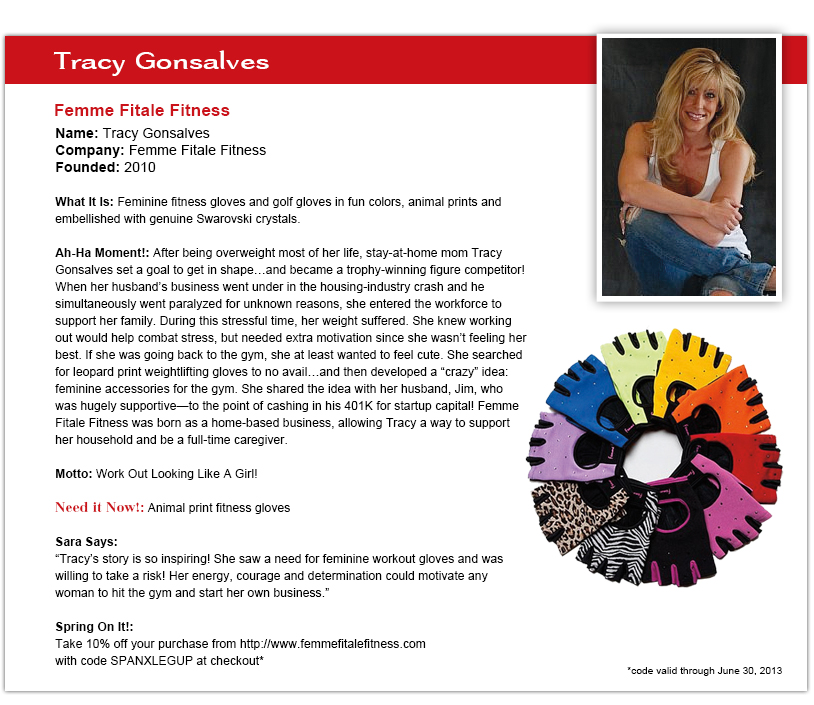 Tracy Gonsalves
Femme Fitale Fitness
Name: Tracy Gonsalves
Company: Femme Fitale Fitness
Founded: 2010
What It Is: Feminine fitness gloves and golf gloves in fun colors, animal prints and
embellished with genuine Swarovski crystals.
Ah-Ha Moment!: After being overweight most of her life, stay-at-home mom Tracy
Gonsalves set a goal to get in shape…and became a trophy-winning figure competitor!
When her husband's business went under in the housing-industry crash and he
simultaneously went paralyzed for unknown reasons, she entered the workforce to
support her family. During this stressful time, her weight suffered. She knew working
out would help combat stress, but needed extra motivation since she wasn't feeling her
best. If she was going back to the gym, she at least wanted to feel cute. She searched
for leopard print weightlifting gloves to no avail…and then developed a “crazy” idea:
feminine accessories for the gym. She shared the idea with her husband, Jim, who
was hugely supportive—to the point of cashing in his 401K for startup capital! Femme
Fitale Fitness was born as a home-based business, allowing Tracy a way to support
her household and be a full-time caregiver.
Motto: Work Out Looking Like A Girl!
Need it Now!: Animal print fitness gloves
Sara Says:
“Tracy's story is so inspiring! She saw a need for feminine workout gloves and was
willing to take a risk! Her energy, courage and determination could motivate any
woman to hit the gym and start her own business.”
Spring On It!:
Take 10% off your purchase from http://www.femmefitalefitness.com
with code SPANXLEGUP at checkout*
*code valid through June 30, 2013